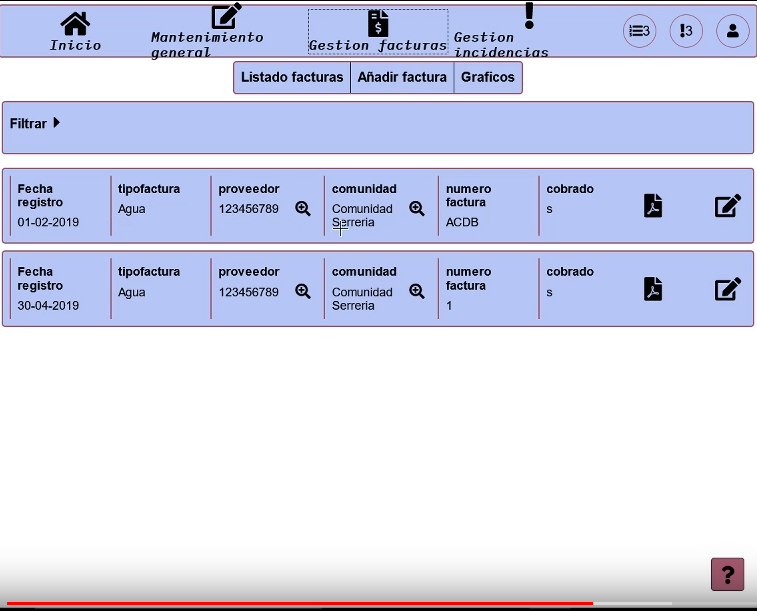 Inicio
Mantenimiento
general
Gestion facturas
Gestion
incidencias
3
!3
Listado facturas
Añadir factura
Graficos
Filtrar
Fecha
registro
01-02-2019
tipofactura
Agua
proveedor
123456789
comunidad
Comunidad
Serreria
numero
factura
ACDB
cobrado
s
Fecha
registro
30-04-2019
tipofactura
Agua
proveedor
123456789
comunidad
Comunidad
Serreria
numero
factura
1
cobrado
s
?